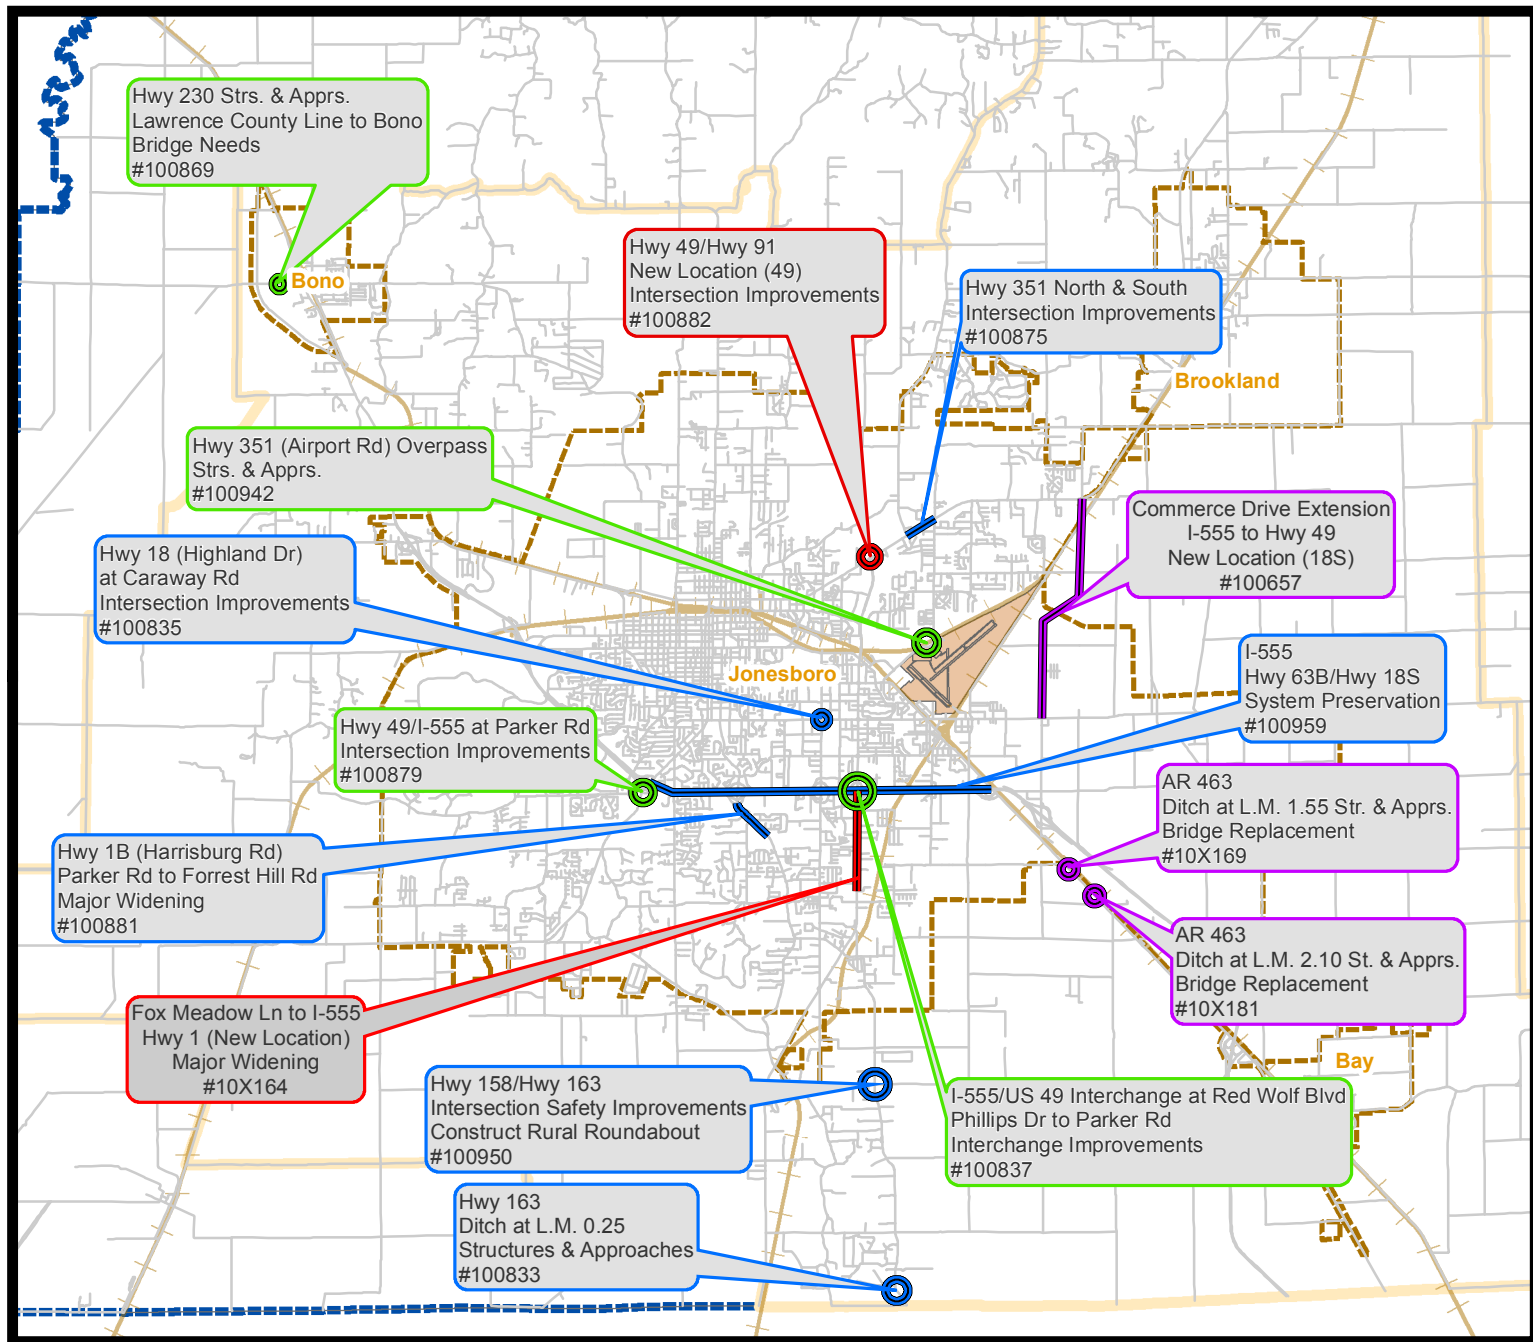 Hwy 230 Strs. & Apprs.
Lawrence County Line to Bono
Bridge Needs
#100869
Bono
Hwy 49/Hwy 91
New Location (49)
Intersection Improvements
#100882
Hwy 351 North & South
Intersection Improvements
#100875
Brookland
Hwy 351 (Airport Rd) Overpass
Strs. & Apprs.
#100942
Commerce Drive Extension
I-555 to Hwy 49
New Location (18S)
#100657
Hwy 18 (Highland Dr)
at Caraway Rd
Intersection Improvements
#100835
Jonesboro
I-555
Hwy 63B/Hwy 18S
System Preservation
#100959
Hwy 49/I-555 at Parker Rd
Intersection Improvements
#100879
AR 463
Ditch at L.M. 1.55 Str. & Apprs.
Bridge Replacement
#10X169
Hwy 1B (Harrisburg Rd)
Parker Rd to Forrest Hill Rd
Major Widening
#100881
AR 463
Ditch at L.M. 2.10 St. & Apprs.
Bridge Replacement
#10X181
Fox Meadow Ln to I-555
Hwy 1 (New Location)
Major Widening
#10X164
Bay
Hwy 158/Hwy 163
Intersection Safety Improvements
Construct Rural Roundabout
#100950
I-555/US 49 Interchange at Red Wolf Blvd
Phillips Dr to Parker Rd
Interchange Improvements
#100837
Hwy 163
Ditch at L.M. 0.25
Structures & Approaches
#100833